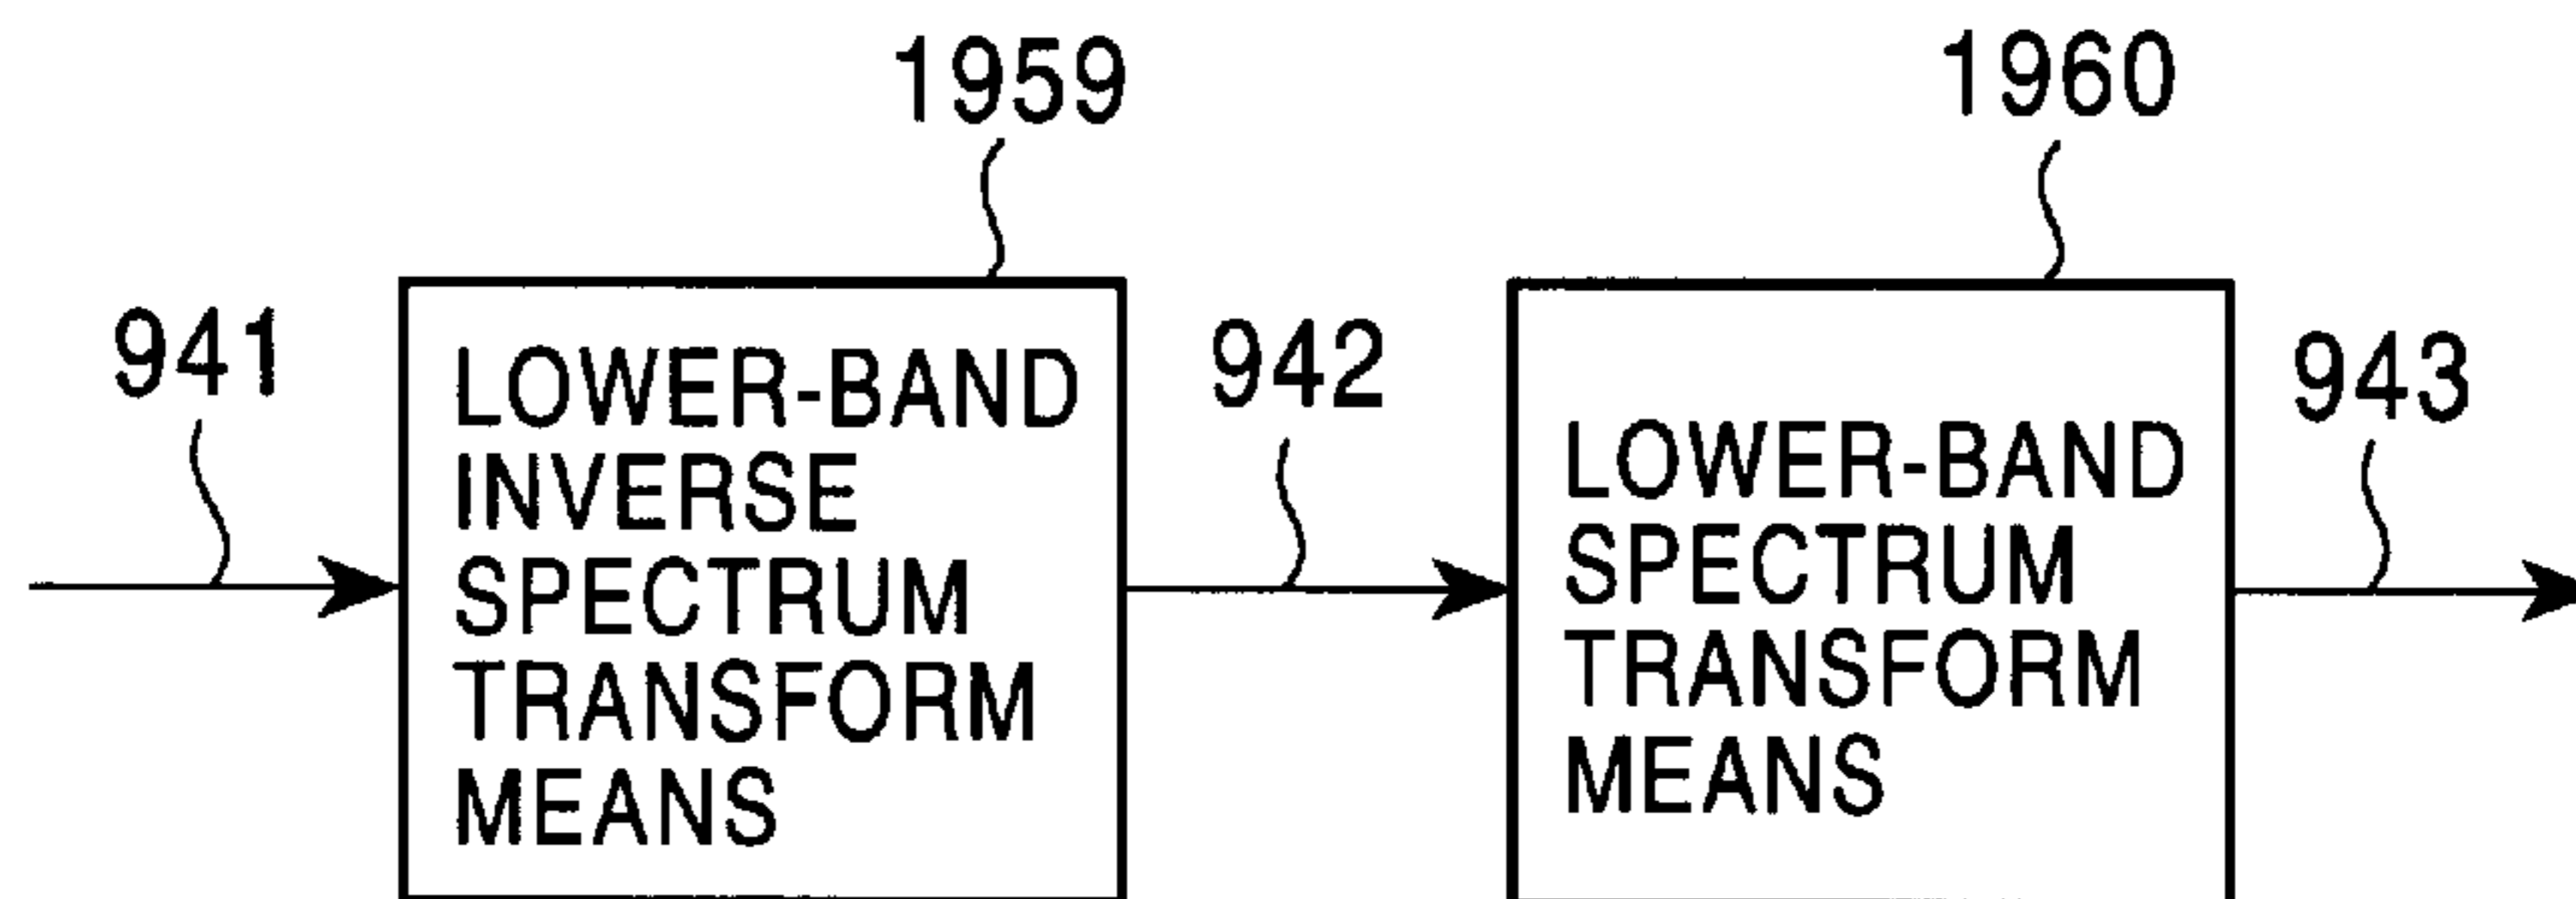 1959
1960
941
LOWER-BAND
INVERSE
SPECTRUM
TRANSFORM
MEANS
942
LOWER-BAND
SPECTRUM
TRANSFORM
MEANS
943